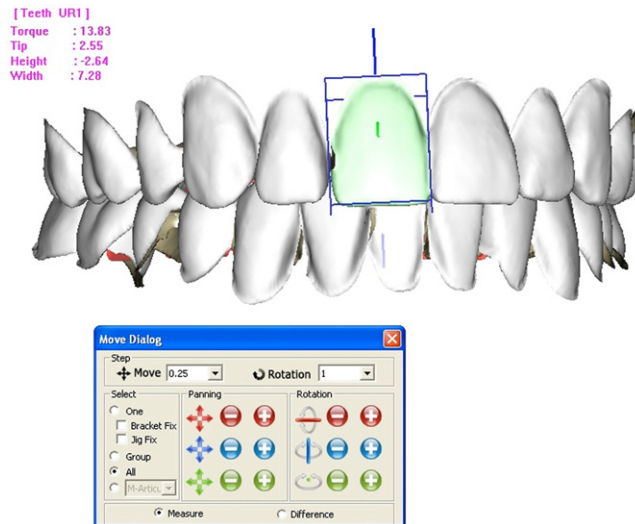 [ Teeth UR1 ]
Torque : 13.83
Tip : 2.55
Height : -2.64
Width : 7.28
Move Dialog
Step
Move 0.25 Rotation 1
Select Panning Rotation
One
Bracket Fix
Jig Fix
Group
All
Measure Difference